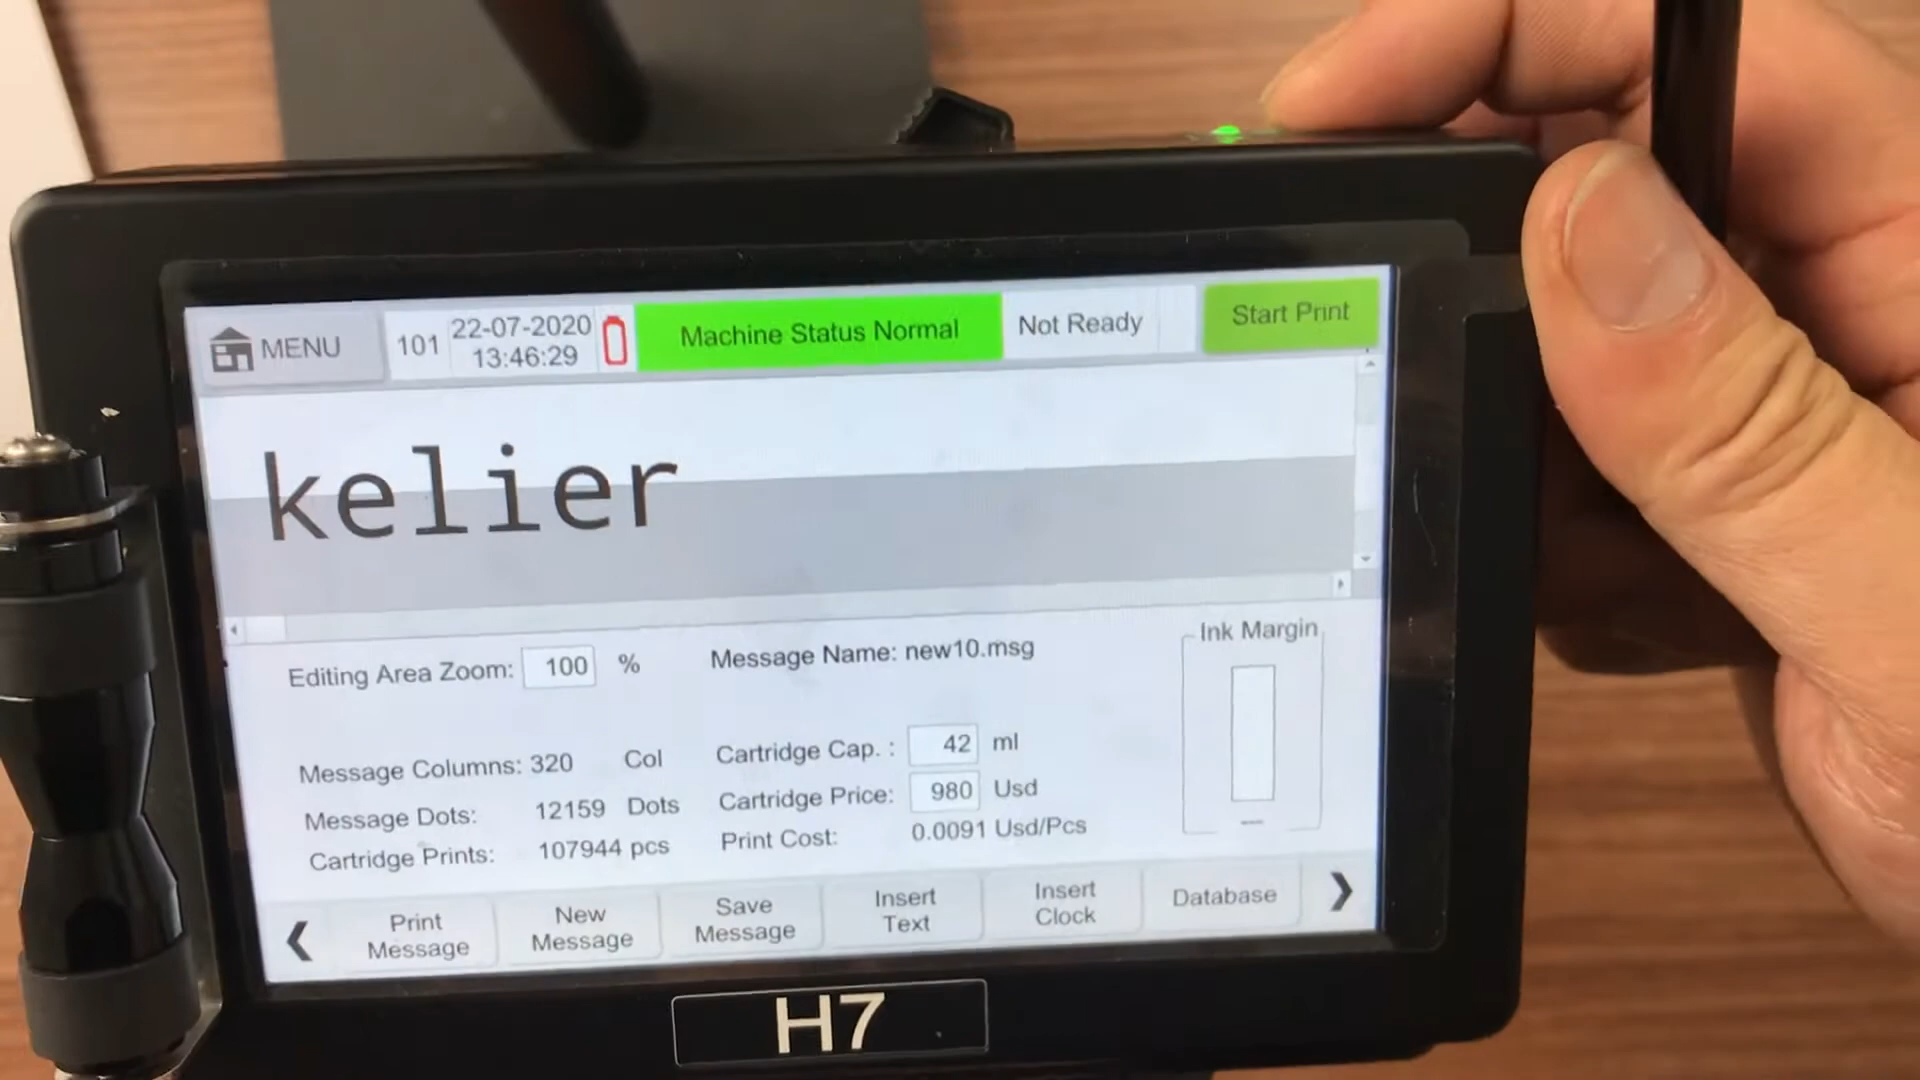 MENU
101
22-07-2020
13:46:29
Machine Status Normal
Not Ready
Start Print
kelier
Editing Area Zoom: 100 %
Message Name: new10.msg
Ink Margin
Message Columns: 320 Col
Cartridge Cap. : 42 ml
Message Dots: 12159 Dots
Cartridge Price: 980 Usd
Cartridge Prints: 107944 pcs
Print Cost: 0.0091 Usd/Pcs
Print
Message
New
Message
Save
Message
Insert
Text
Insert
Clock
Database
H7